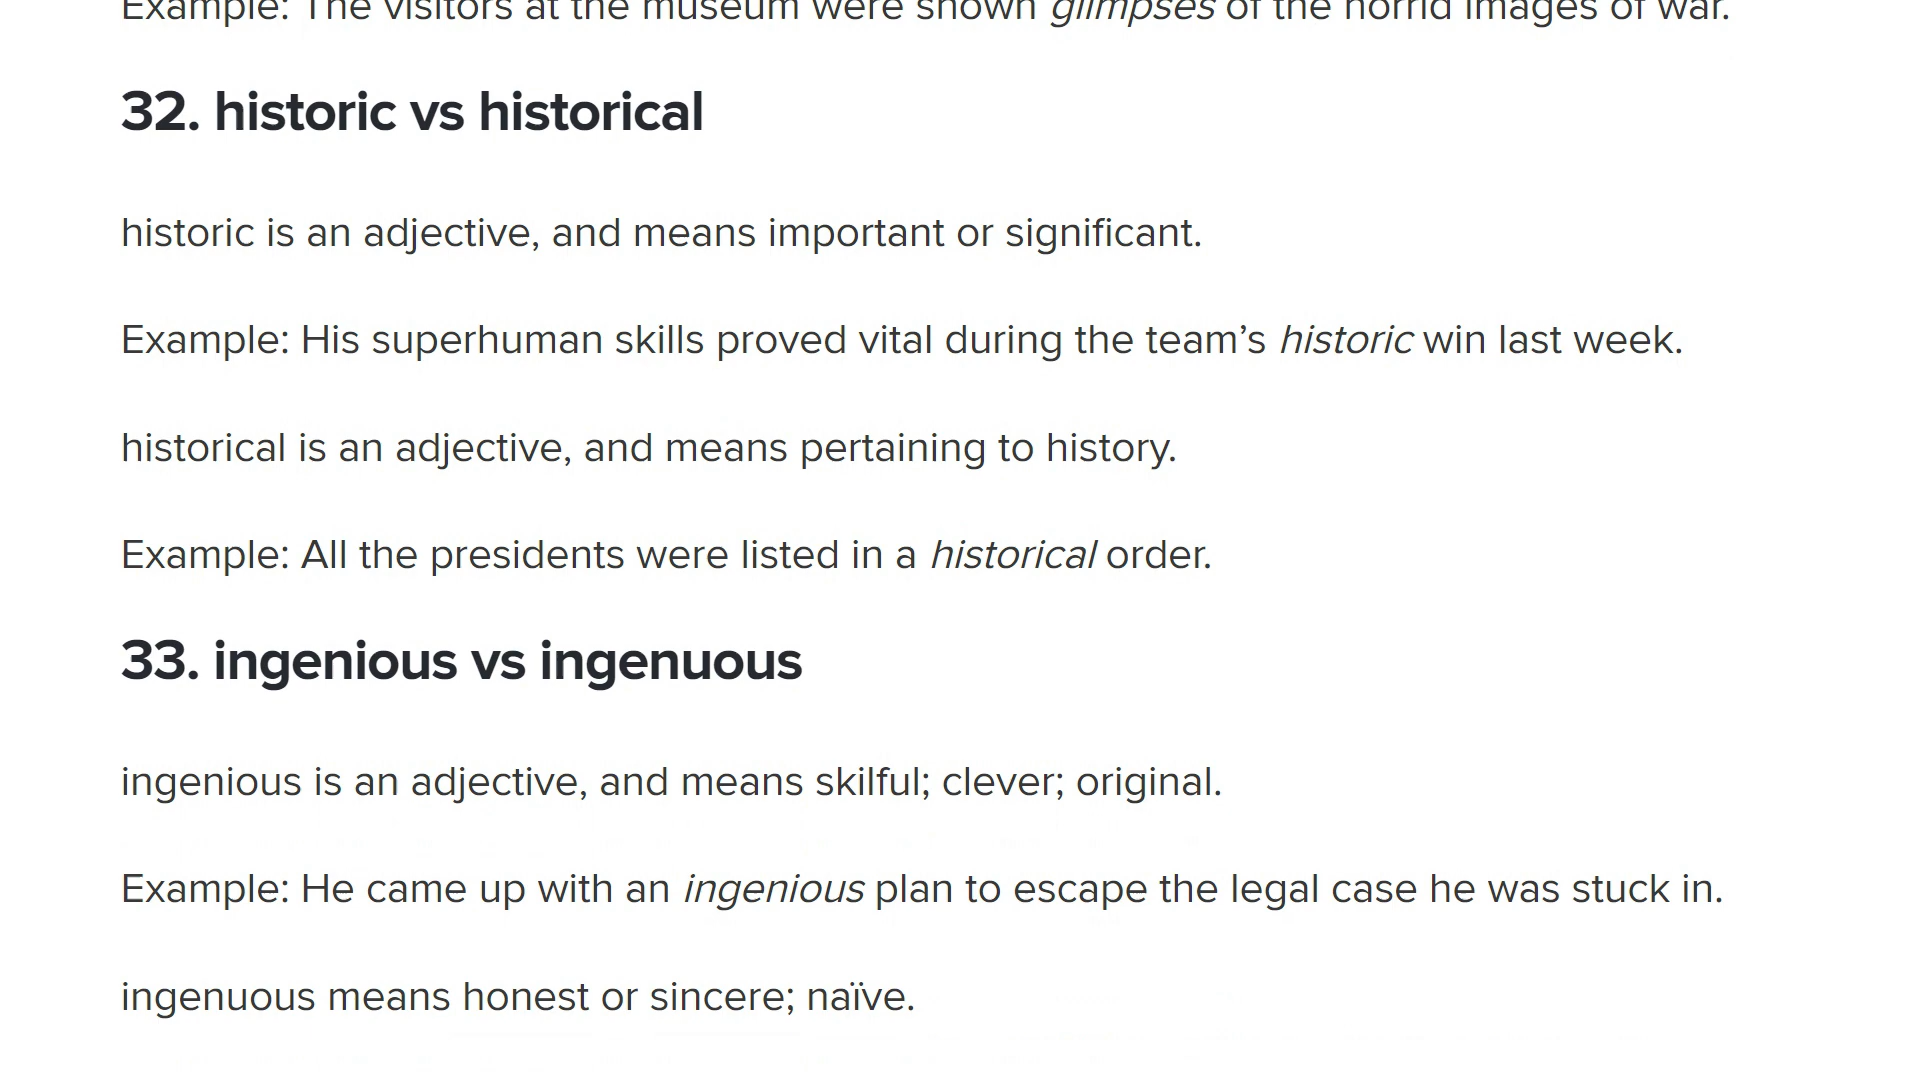 Example: The visitors at the museum were shown glimpses of the horrid images of war.
32. historic vs historical
historic is an adjective, and means important or significant.
Example: His superhuman skills proved vital during the team’s historic win last week.
historical is an adjective, and means pertaining to history.
Example: All the presidents were listed in a historical order.
33. ingenious vs ingenuous
ingenious is an adjective, and means skilful; clever; original.
Example: He came up with an ingenious plan to escape the legal case he was stuck in.
ingenuous means honest or sincere; naïve.